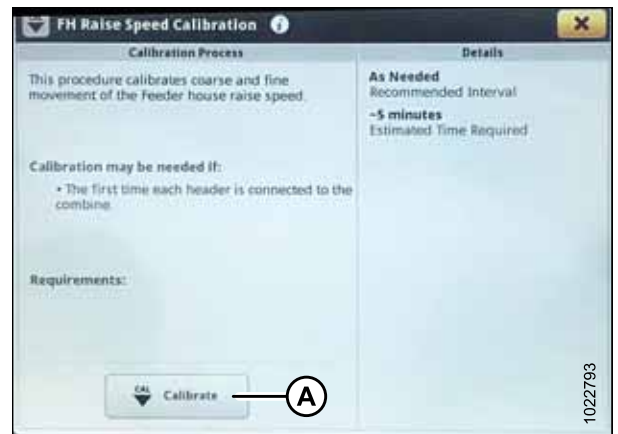 FH Raise Speed Calibration i
Calibration Process
Details
This procedure calibrates coarse and fine
movement of the Feeder house raise speed.
As Needed
Recommended Interval
~5 minutes
Estimated Time Required
Calibration may be needed if:
• The first time each header is connected to the
combine.
Requirements:
CAL
Calibrate
A
1022793